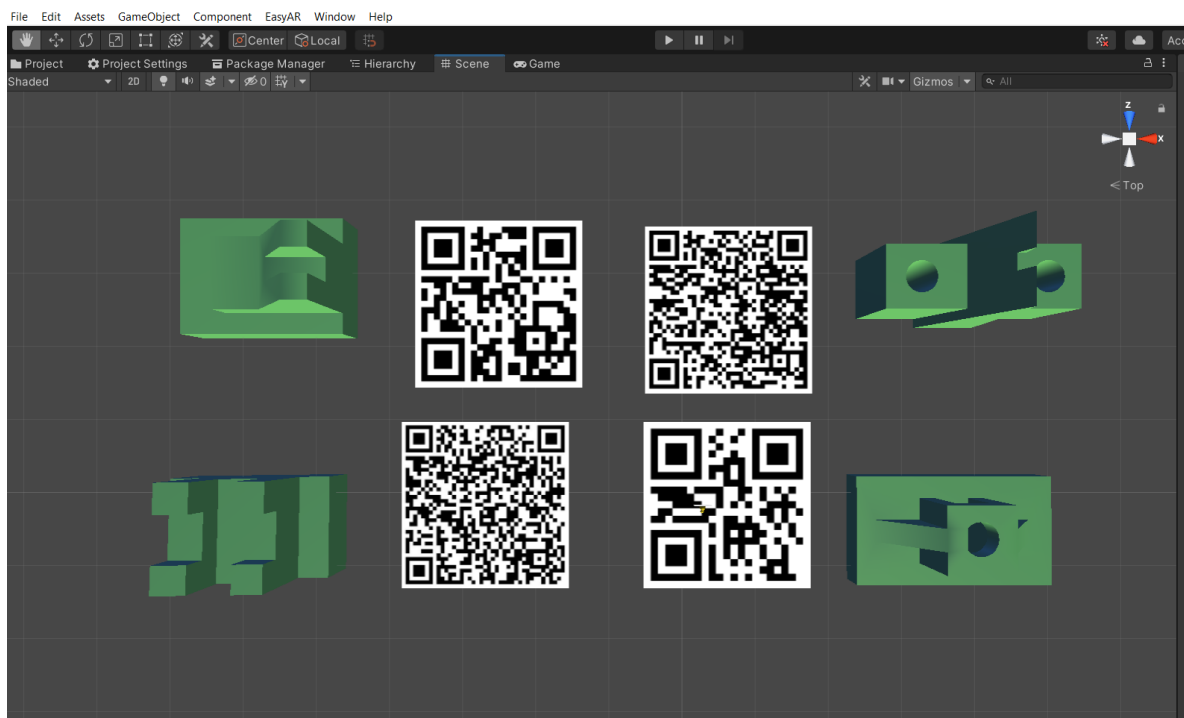 File Edit Assets GameObject Component EasyAR Window Help
Center Local
Acc
Project Project Settings Package Manager Hierarchy Scene Game
Shaded 2D 0 Gizmos All
z
x
Top